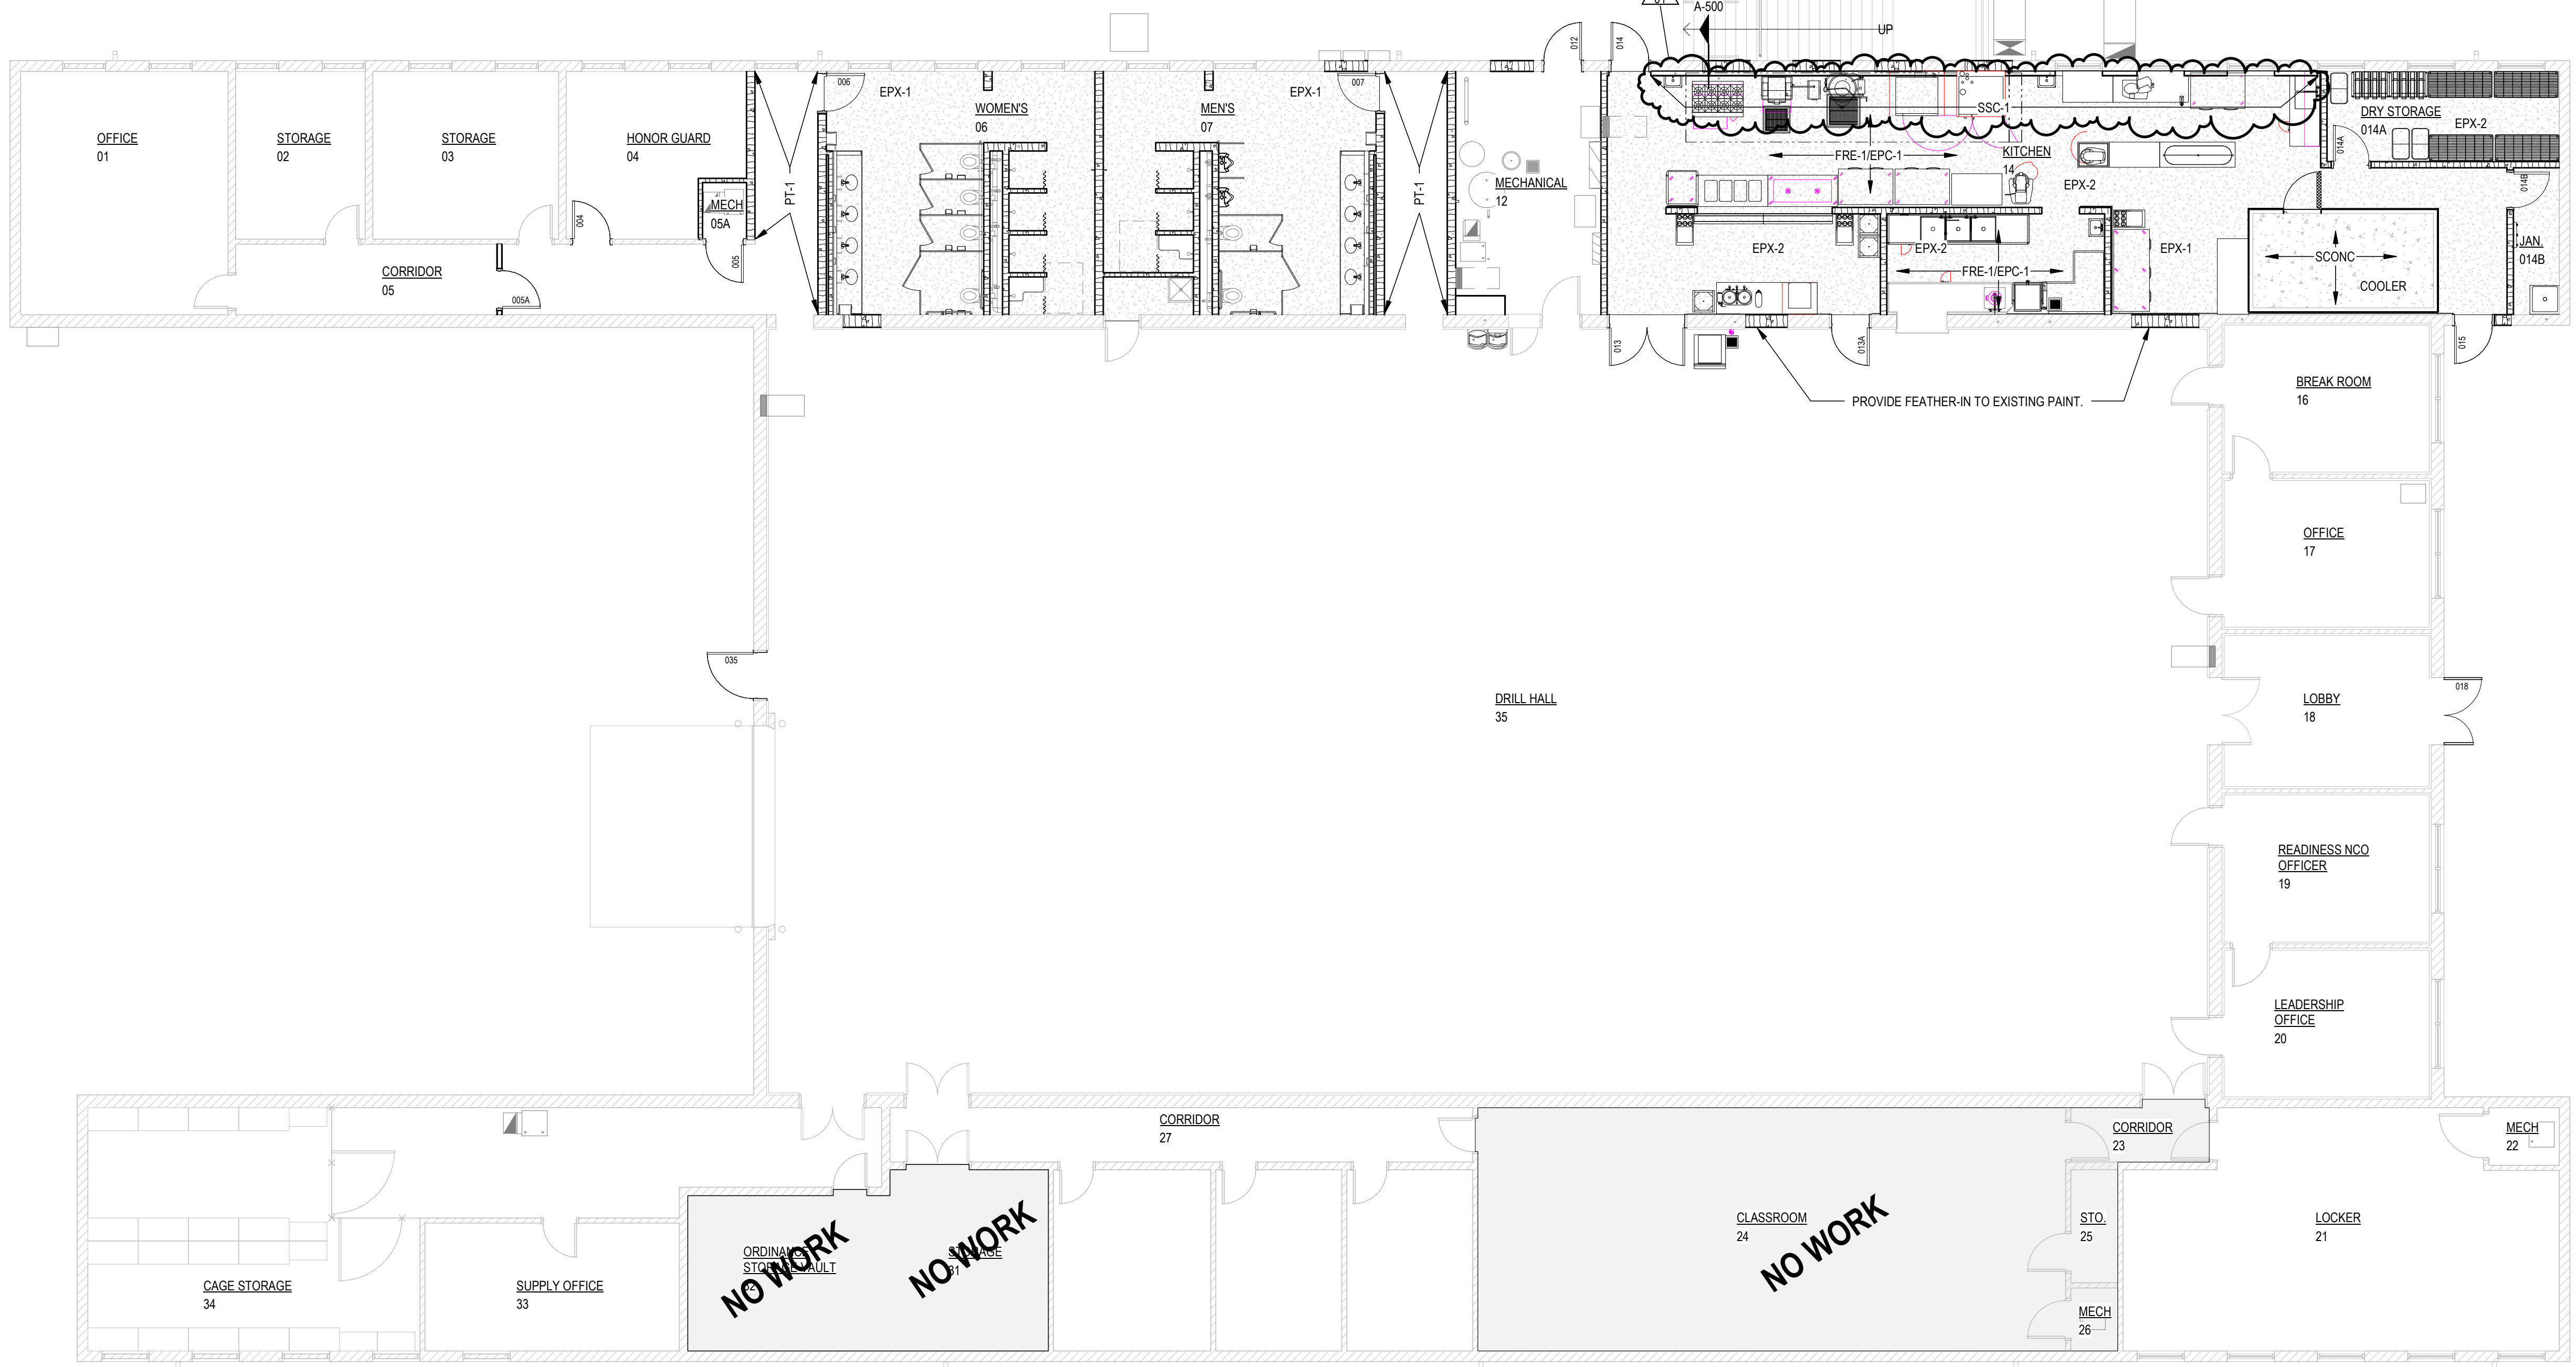 A-500
UP
012
014
006
007
EPX-1
EPX-1
WOMEN'S
06
MEN'S
07
SSC-1
DRY STORAGE
014A
EPX-2
OFFICE
01
STORAGE
02
STORAGE
03
HONOR GUARD
04
PT-1
PT-1
014A
FRE-1/EPC-1
KITCHEN
14
EPX-2
014B
MECHANICAL
12
MECH
05A
004
005
CORRIDOR
05
005A
EPX-2
EPX-2
FRE-1/EPC-1
EPX-1
SCONC
COOLER
JAN.
014B
013
013A
015
PROVIDE FEATHER-IN TO EXISTING PAINT.
BREAK ROOM
16
OFFICE
17
035
DRILL HALL
35
LOBBY
18
018
READINESS NCO
OFFICER
19
LEADERSHIP
OFFICE
20
CORRIDOR
27
CORRIDOR
23
MECH
22
CLASSROOM
24
NO WORK
STO.
25
LOCKER
21
ORDINANCE
STORAGE VAULT
32
NO WORK
STORAGE
31
NO WORK
CAGE STORAGE
34
SUPPLY OFFICE
33
MECH
26